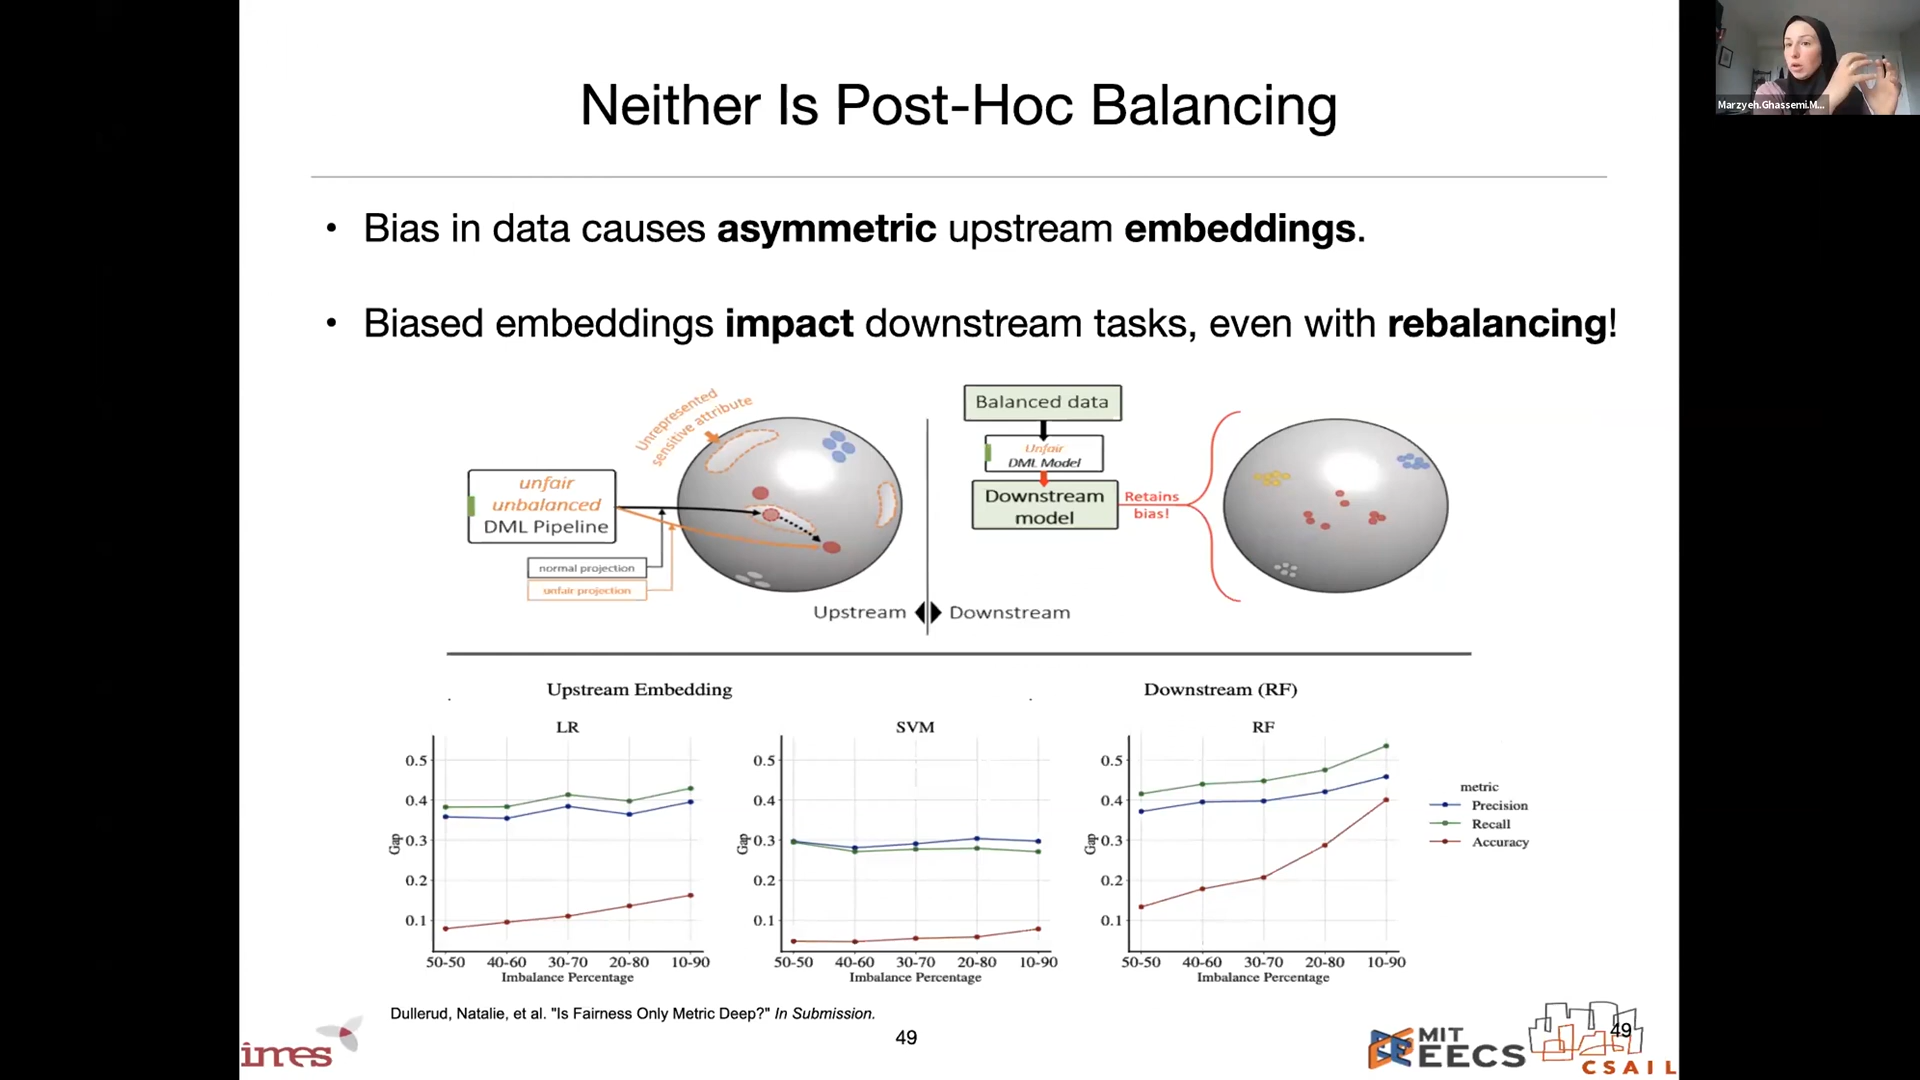 Neither Is Post-Hoc Balancing
Marzyeh.Ghassemi.M...
• Bias in data causes asymmetric upstream embeddings.
• Biased embeddings impact downstream tasks, even with rebalancing!
Unrepresented
sensitive attribute
unfair
unbalanced
DML Pipeline
normal projection
unfair projection
Upstream
Downstream
Balanced data
Unfair
DML Model
Downstream
model
Retains
bias!
Upstream Embedding
Downstream (RF)
LR
Gap
0.5
0.4
0.3
0.2
0.1
50-50 40-60 30-70 20-80 10-90
Imbalance Percentage
SVM
Gap
0.5
0.4
0.3
0.2
0.1
50-50 40-60 30-70 20-80 10-90
Imbalance Percentage
RF
Gap
0.5
0.4
0.3
0.2
0.1
50-50 40-60 30-70 20-80 10-90
Imbalance Percentage
metric
Precision
Recall
Accuracy
Dullerud, Natalie, et al. "Is Fairness Only Metric Deep?" In Submission.
49
imes
MIT
EECS
49
CSAIL